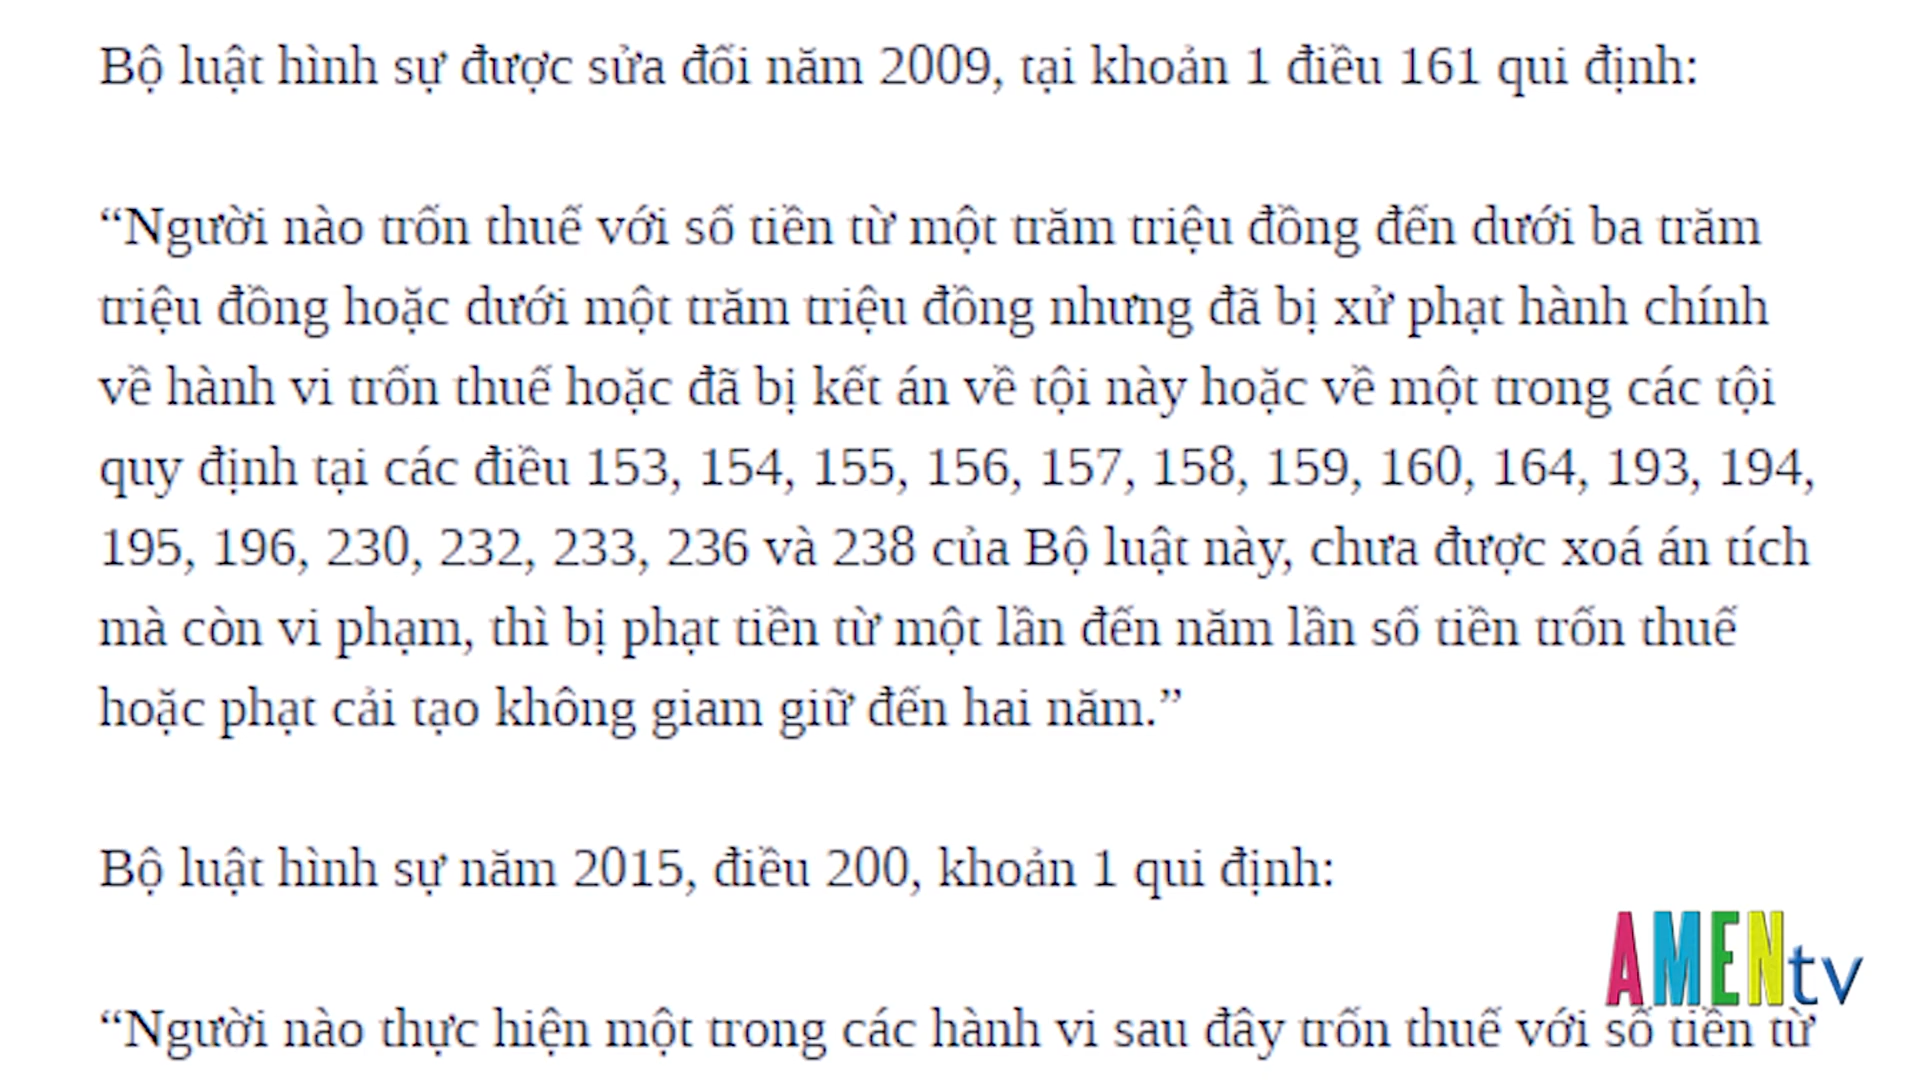 Bộ luật hình sự được sửa đổi năm 2009, tại khoản 1 điều 161 qui định:
“Người nào trốn thuế với số tiền từ một trăm triệu đồng đến dưới ba trăm
triệu đồng hoặc dưới một trăm triệu đồng nhưng đã bị xử phạt hành chính
về hành vi trốn thuế hoặc đã bị kết án về tội này hoặc về một trong các tội
quy định tại các điều 153, 154, 155, 156, 157, 158, 159, 160, 164, 193, 194,
195, 196, 230, 232, 233, 236 và 238 của Bộ luật này, chưa được xoá án tích
mà còn vi phạm, thì bị phạt tiền từ một lần đến năm lần số tiền trốn thuế
hoặc phạt cải tạo không giam giữ đến hai năm.”
Bộ luật hình sự năm 2015, điều 200, khoản 1 qui định:
AMENtv
“Người nào thực hiện một trong các hành vi sau đây trốn thuế với số tiền từ